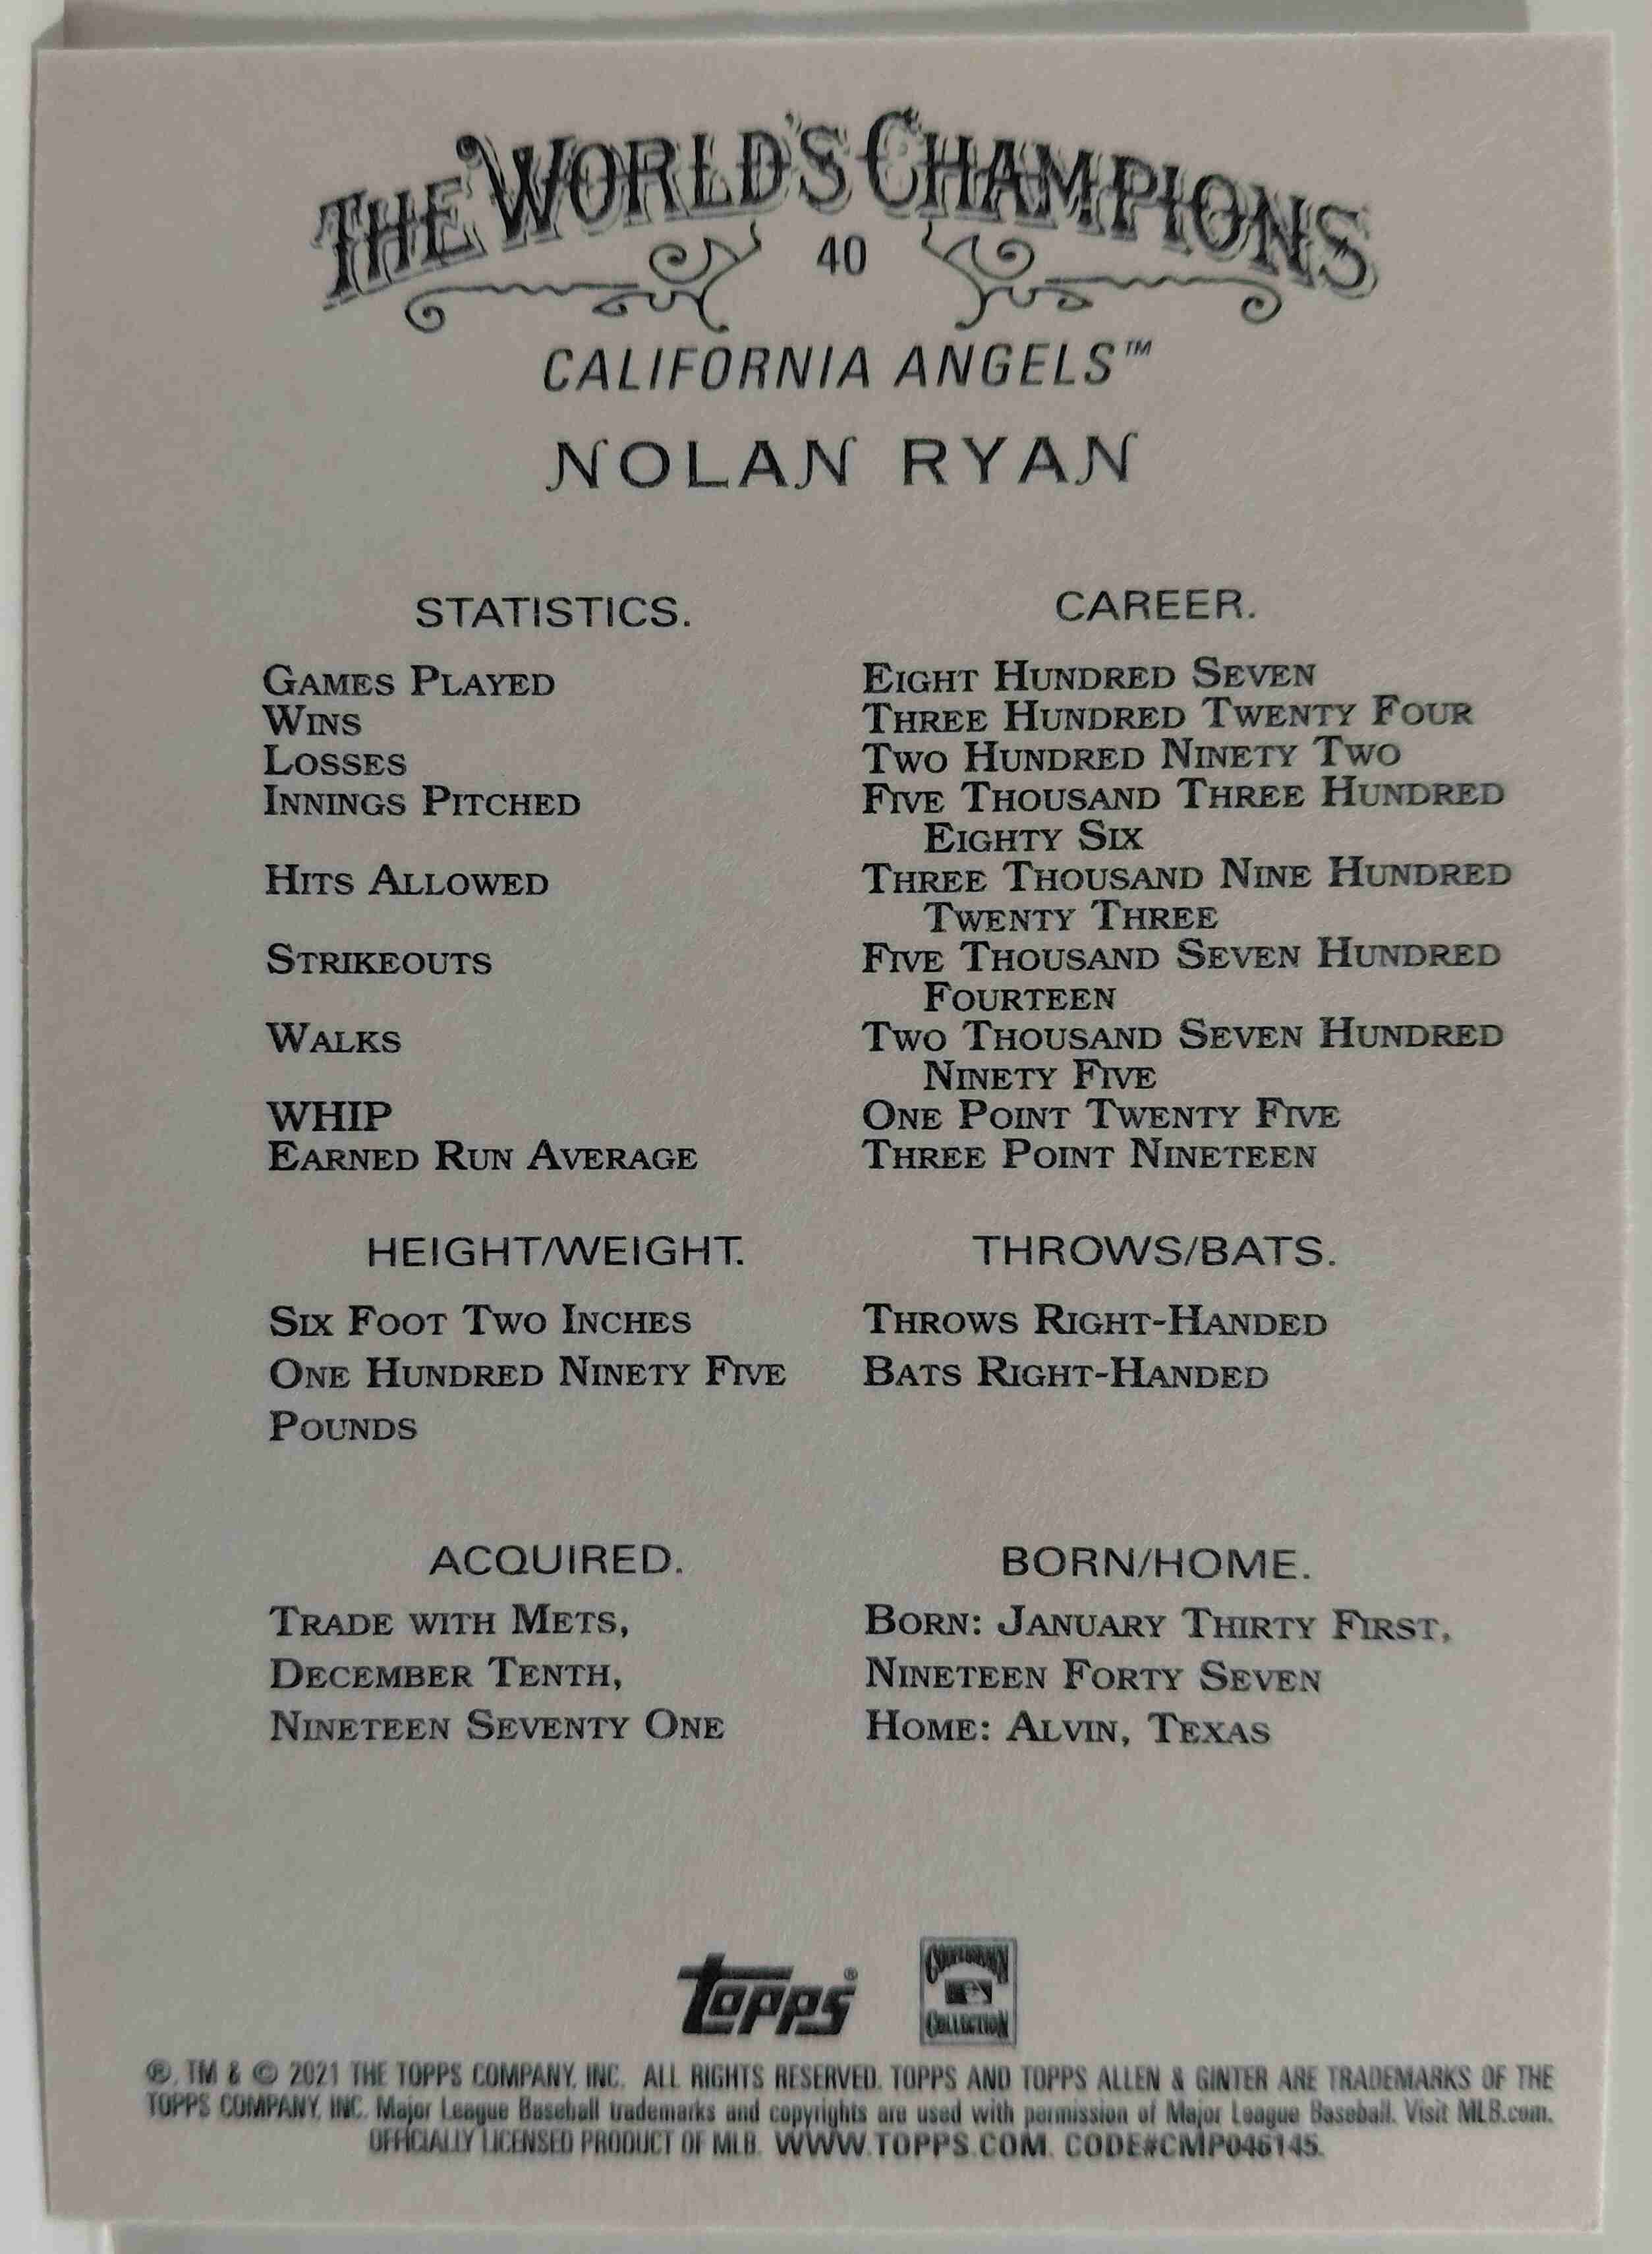 THE WORLD'S CHAMPIONS
40
CALIFORNIA ANGELS™
NOLAN RYAN
STATISTICS. CAREER.
GAMES PLAYED EIGHT HUNDRED SEVEN
WINS THREE HUNDRED TWENTY FOUR
LOSSES TWO HUNDRED NINETY TWO
INNINGS PITCHED FIVE THOUSAND THREE HUNDRED
EIGHTY SIX
HITS ALLOWED THREE THOUSAND NINE HUNDRED
TWENTY THREE
STRIKEOUTS FIVE THOUSAND SEVEN HUNDRED
FOURTEEN
WALKS TWO THOUSAND SEVEN HUNDRED
NINETY FIVE
WHIP ONE POINT TWENTY FIVE
EARNED RUN AVERAGE THREE POINT NINETEEN
HEIGHT/WEIGHT.
SIX FOOT TWO INCHES
ONE HUNDRED NINETY FIVE
POUNDS
THROWS/BATS.
THROWS RIGHT-HANDED
BATS RIGHT-HANDED
ACQUIRED.
TRADE WITH METS,
DECEMBER TENTH,
NINETEEN SEVENTY ONE
BORN/HOME.
BORN: JANUARY THIRTY FIRST,
NINETEEN FORTY SEVEN
HOME: ALVIN, TEXAS
topps®
COOPERSTOWN
COLLECTION
®, TM & © 2021 THE TOPPS COMPANY, INC. ALL RIGHTS RESERVED. TOPPS AND TOPPS ALLEN & GINTER ARE TRADEMARKS OF THE
TOPPS COMPANY, INC. Major League Baseball trademarks and copyrights are used with permission of Major League Baseball. Visit MLB.com.
OFFICIALLY LICENSED PRODUCT OF MLB. WWW.TOPPS.COM. CODE#CMP046145.